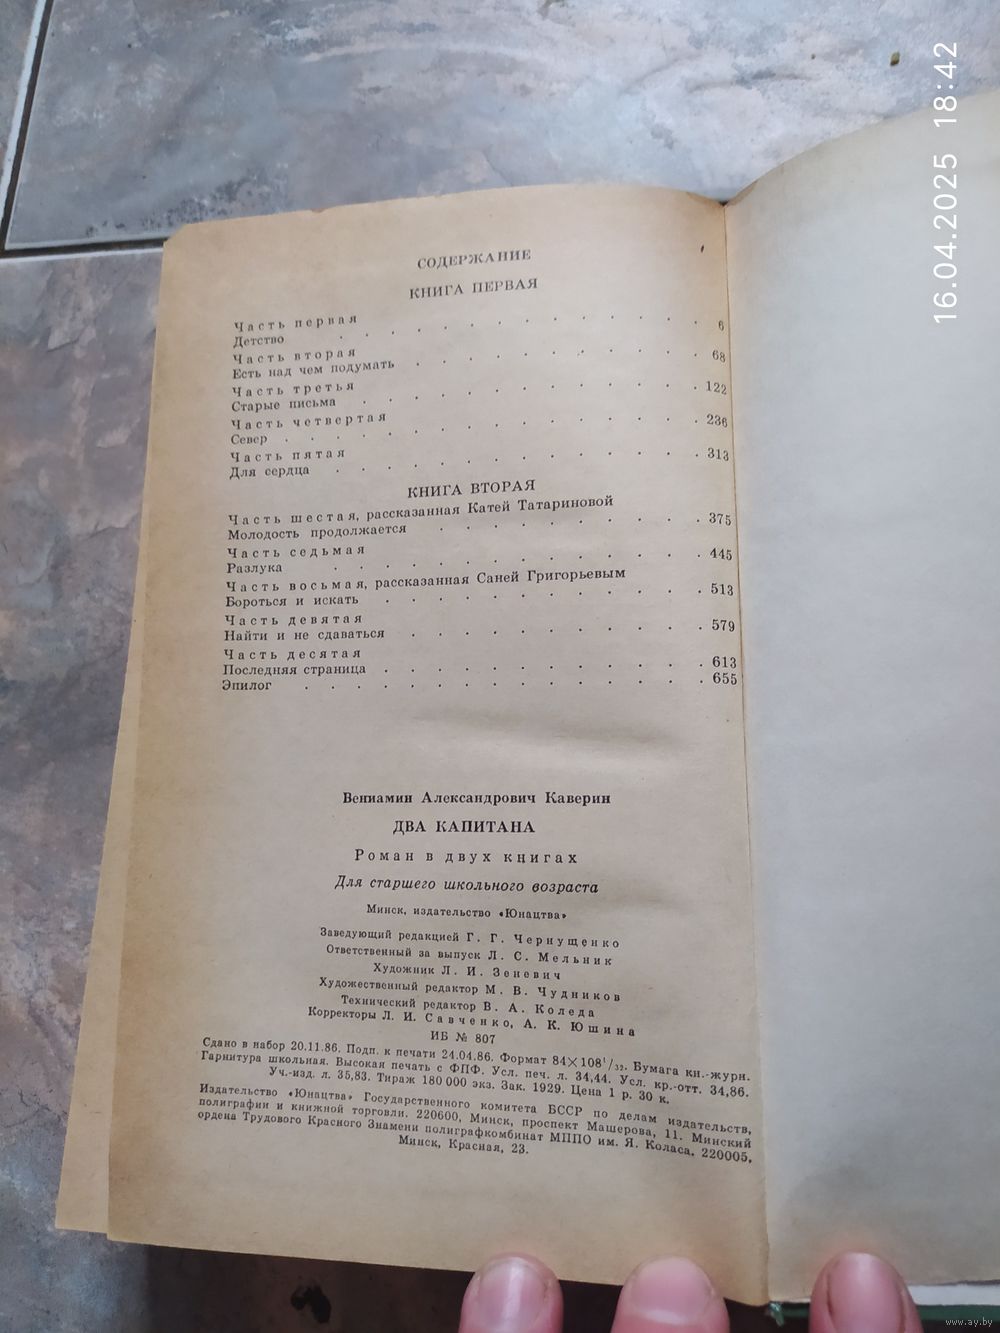 СОДЕРЖАНИЕ
КНИГА ПЕРВАЯ
Часть первая
Детство . . . . . . . . . . . . 6
Часть вторая
Есть над чем подумать . . . . . . . . . . 68
Часть третья
Старые письма . . . . . . . . . . . 122
Часть четвертая
Север . . . . . . . . . . . . . 236
Часть пятая
Для сердца . . . . . . . . . . . . 313
КНИГА ВТОРАЯ
Часть шестая, рассказанная Катей Татариновой
Молодость продолжается . . . . . . . . . 375
Часть седьмая
Разлука . . . . . . . . . . . . 445
Часть восьмая, рассказанная Саней Григорьевым
Бороться и искать . . . . . . . . . . . 513
Часть девятая
Найти и не сдаваться . . . . . . . . . . 579
Часть десятая
Последняя страница . . . . . . . . . . . 613
Эпилог . . . . . . . . . . . . . 655
Вениамин Александрович Каверин
ДВА КАПИТАНА
Роман в двух книгах
Для старшего школьного возраста
Минск, издательство «Юнацтва»
Заведующий редакцией Г. Г. Чернущенко
Ответственный за выпуск Л. С. Мельник
Художник Л. И. Зеневич
Художественный редактор М. В. Чудников
Технический редактор В. А. Коледа
Корректоры Л. И. Савченко, А. К. Юшина
ИБ № 807
Сдано в набор 20.11.86. Подп. к печати 24.04.86. Формат 84×108¹/₃₂. Бумага кн.-журн.
Гарнитура школьная. Высокая печать с ФПФ. Усл. печ. л. 34,44. Усл. кр.-отт. 34,86.
Уч.-изд. л. 35,83. Тираж 180 000 экз. Зак. 1929. Цена 1 р. 30 к.
Издательство «Юнацтва» Государственного комитета БССР по делам издательств,
полиграфии и книжной торговли. 220600, Минск, проспект Машерова, 11. Минский
ордена Трудового Красного Знамени полиграфкомбинат МППО им. Я. Коласа. 220005,
Минск, Красная, 23.
16.04.2025 18:42
www.ay.by